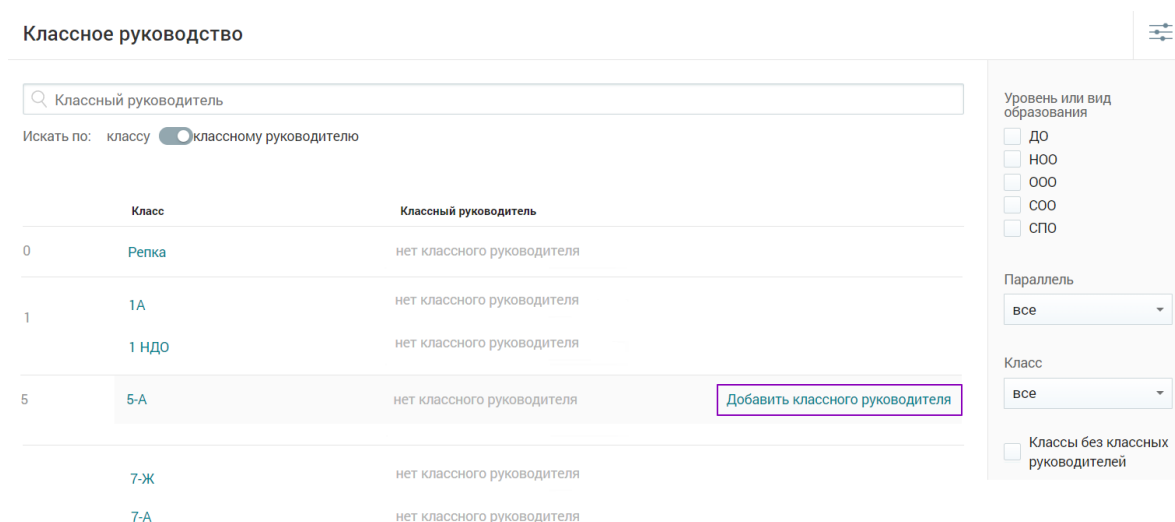 Классное руководство
Классный руководитель
Искать по: классу классному руководителю
Класс Классный руководитель
0 Репка нет классного руководителя
1
1А нет классного руководителя
1 НДО нет классного руководителя
5 5-А нет классного руководителя Добавить классного руководителя
7-Ж нет классного руководителя
7-А нет классного руководителя
Уровень или вид
образования
ДО
НОО
ООО
СОО
СПО
Параллель
все
Класс
все
Классы без классных
руководителей